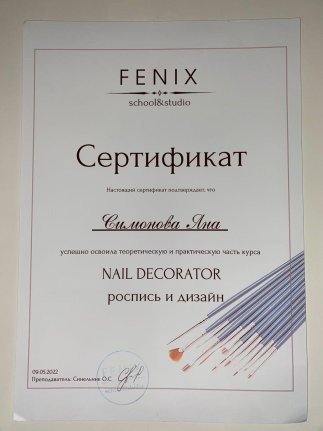 FENIX
school&studio
Сертификат
Настоящий сертификат подтверждает, что
Симонова Яна
успешно освоила теоретическую и практическую часть курса
NAIL DECORATOR
роспись и дизайн
09.05.2022
Преподаватель: Синельник О.С